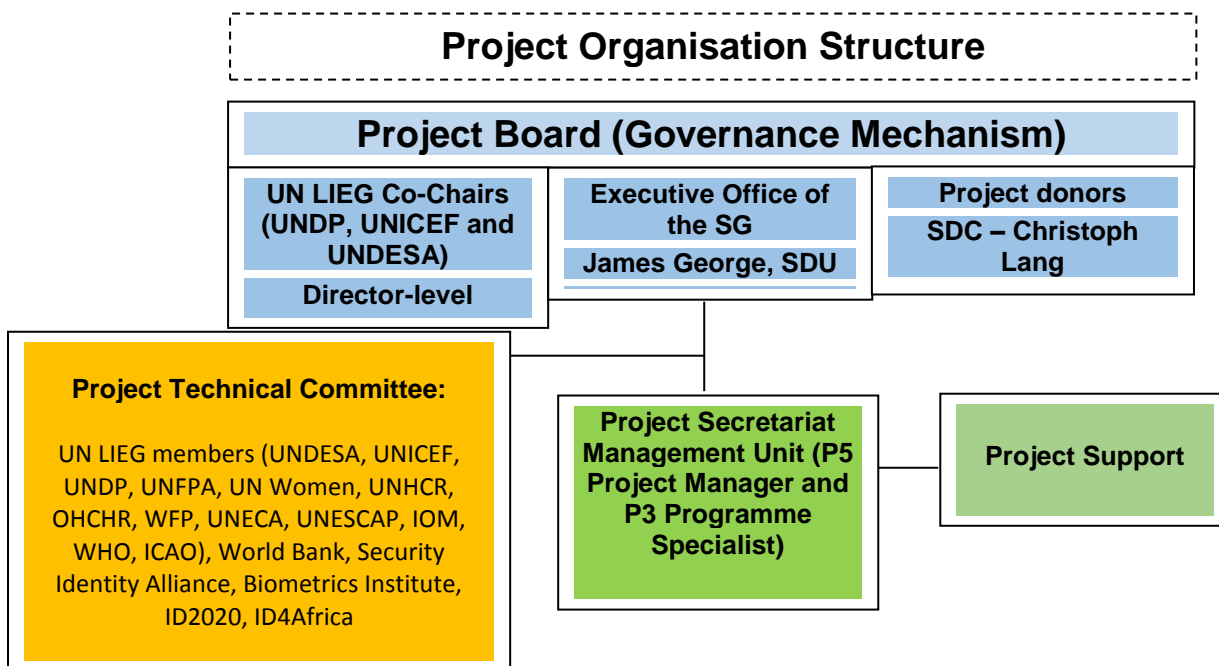 Project Organisation Structure
Project Board (Governance Mechanism)
UN LIEG Co-Chairs
(UNDP, UNICEF and
UNDESA)
Director-level
Executive Office of
the SG
James George, SDU
Project donors
SDC – Christoph
Lang
Project Technical Committee:
UN LIEG members (UNDESA, UNICEF,
UNDP, UNFPA, UN Women, UNHCR,
OHCHR, WFP, UNECA, UNESCAP, IOM,
WHO, ICAO), World Bank, Security
Identity Alliance, Biometrics Institute,
ID2020, ID4Africa
Project Secretariat
Management Unit (P5
Project Manager and
P3 Programme
Specialist)
Project Support